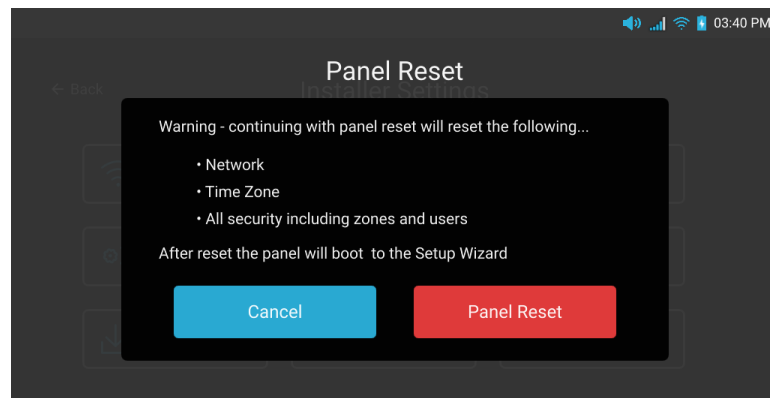 03:40 PM
Panel Reset
← Back
Installer Settings
Warning - continuing with panel reset will reset the following...
• Network
• Time Zone
• All security including zones and users
After reset the panel will boot to the Setup Wizard
Cancel
Panel Reset